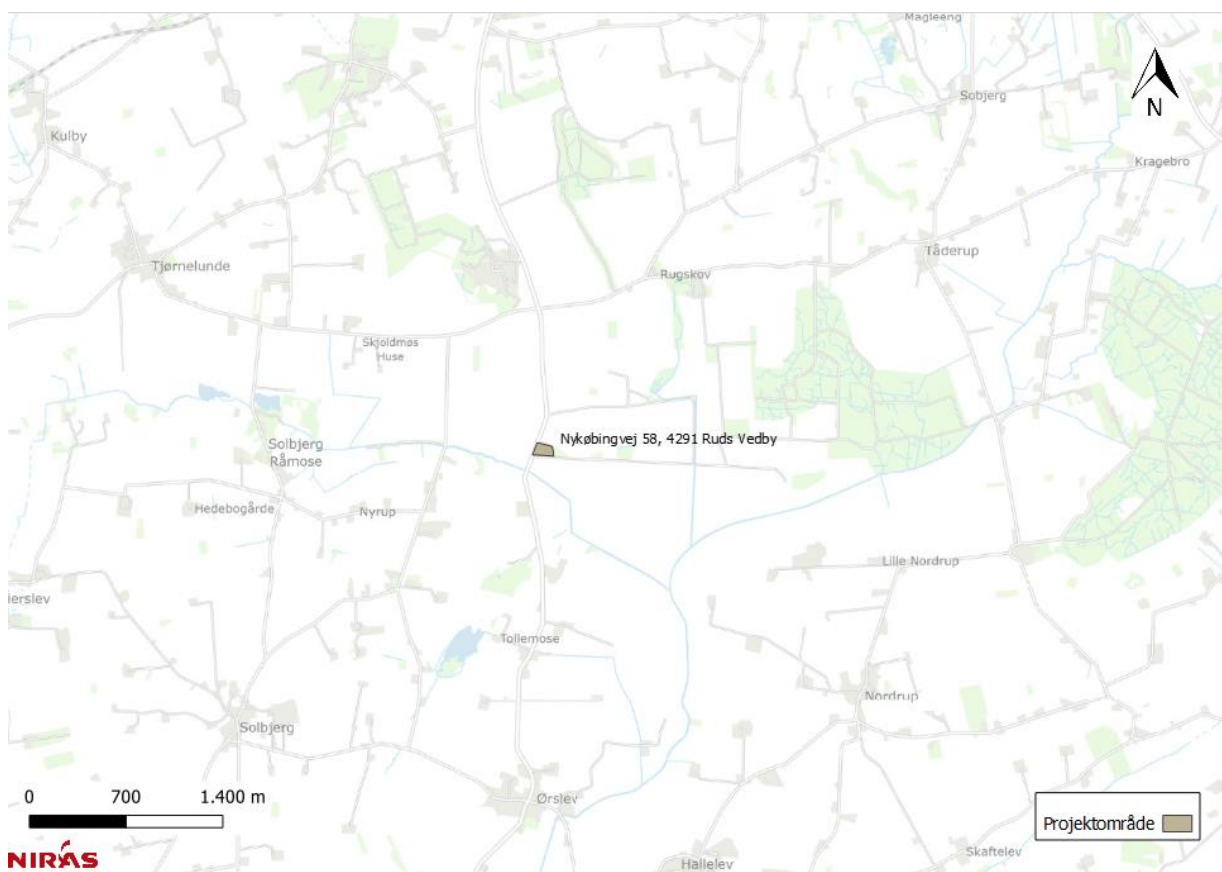 Magleeng
N
Sobjerg
Kulby
Kragebro
Tåderup
Tjørnelunde
Rugskov
Skjoldmøs
Huse
Nykøbingvej 58, 4291 Ruds Vedby
Solbjerg
Råmose
Hedebogårde
Nyrup
Lille Nordrup
ierslev
Tollemose
Nordrup
Solbjerg
0 700 1.400 m
Ørslev
Projektområde
NIRAS
Hallelev
Skaftelev